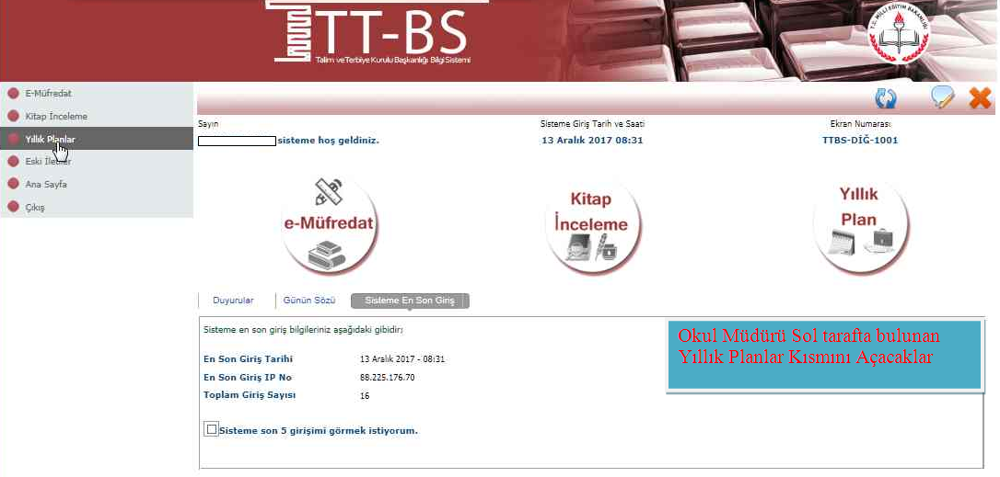 TT-BS
Talim ve Terbiye Kurulu Başkanlığı Bilgi Sistemi
T.C. MİLLİ EĞİTİM BAKANLIĞI
E-Müfredat
Kitap İnceleme
Yıllık Planlar
Eski İletiler
Ana Sayfa
Çıkış
Sayın
sisteme hoş geldiniz.
Sisteme Giriş Tarih ve Saati
13 Aralık 2017 08:31
Ekran Numarası
TTBS-DİĞ-1001
e-Müfredat
Kitap
İnceleme
Yıllık
Plan
Duyurular
Günün Sözü
Sisteme En Son Giriş
Sisteme en son giriş bilgileriniz aşağıdaki gibidir;
En Son Giriş Tarihi 13 Aralık 2017 - 08:31
En Son Giriş IP No 88.225.176.70
Toplam Giriş Sayısı 16
Sisteme son 5 girişimi görmek istiyorum.
Okul Müdürü Sol tarafta bulunan
Yıllık Planlar Kısmını Açacaklar